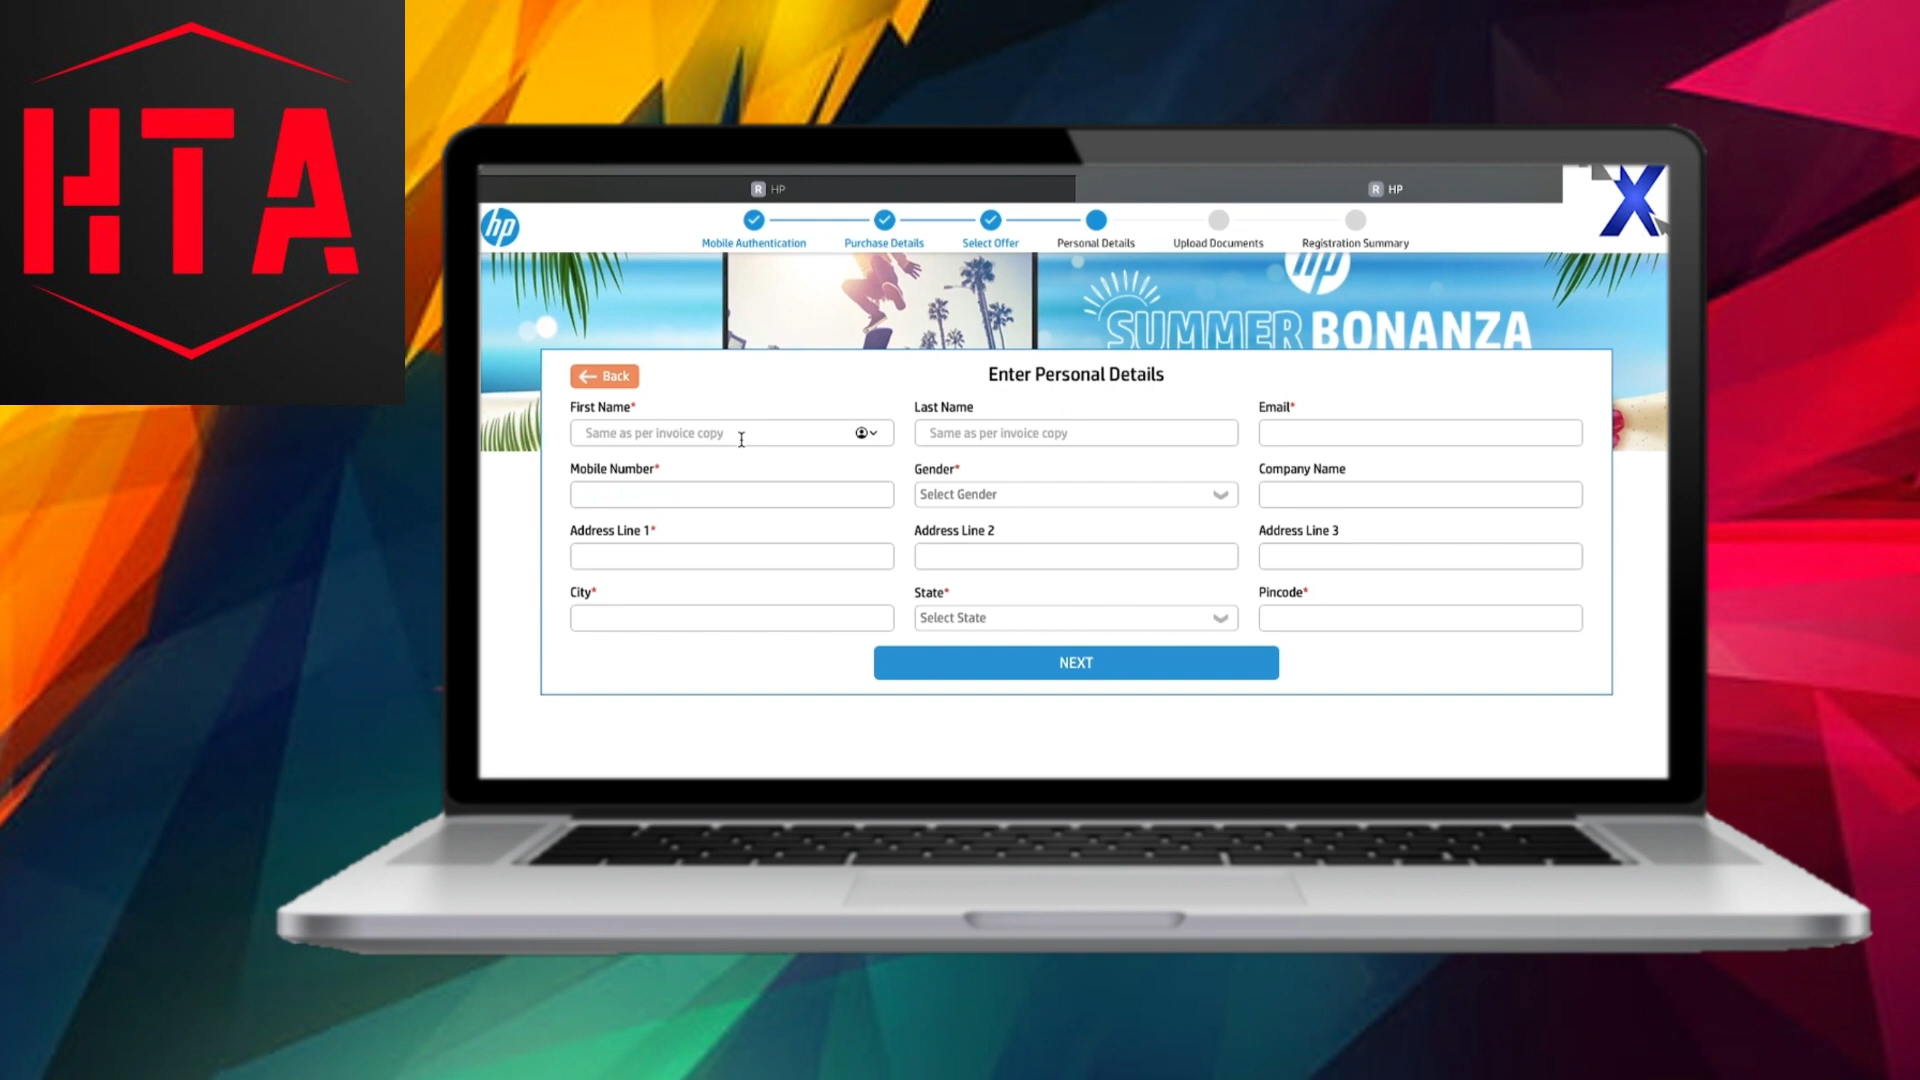 HTA
R HP
R HP
X
hp
Mobile Authentication
Purchase Details
Select Offer
Personal Details
Upload Documents
Registration Summary
hp
SUMMER BONANZA
Back
Enter Personal Details
First Name*
Last Name
Email*
Same as per invoice copy
Same as per invoice copy
Mobile Number*
Gender*
Company Name
Select Gender
Address Line 1*
Address Line 2
Address Line 3
City*
State*
Pincode*
Select State
NEXT